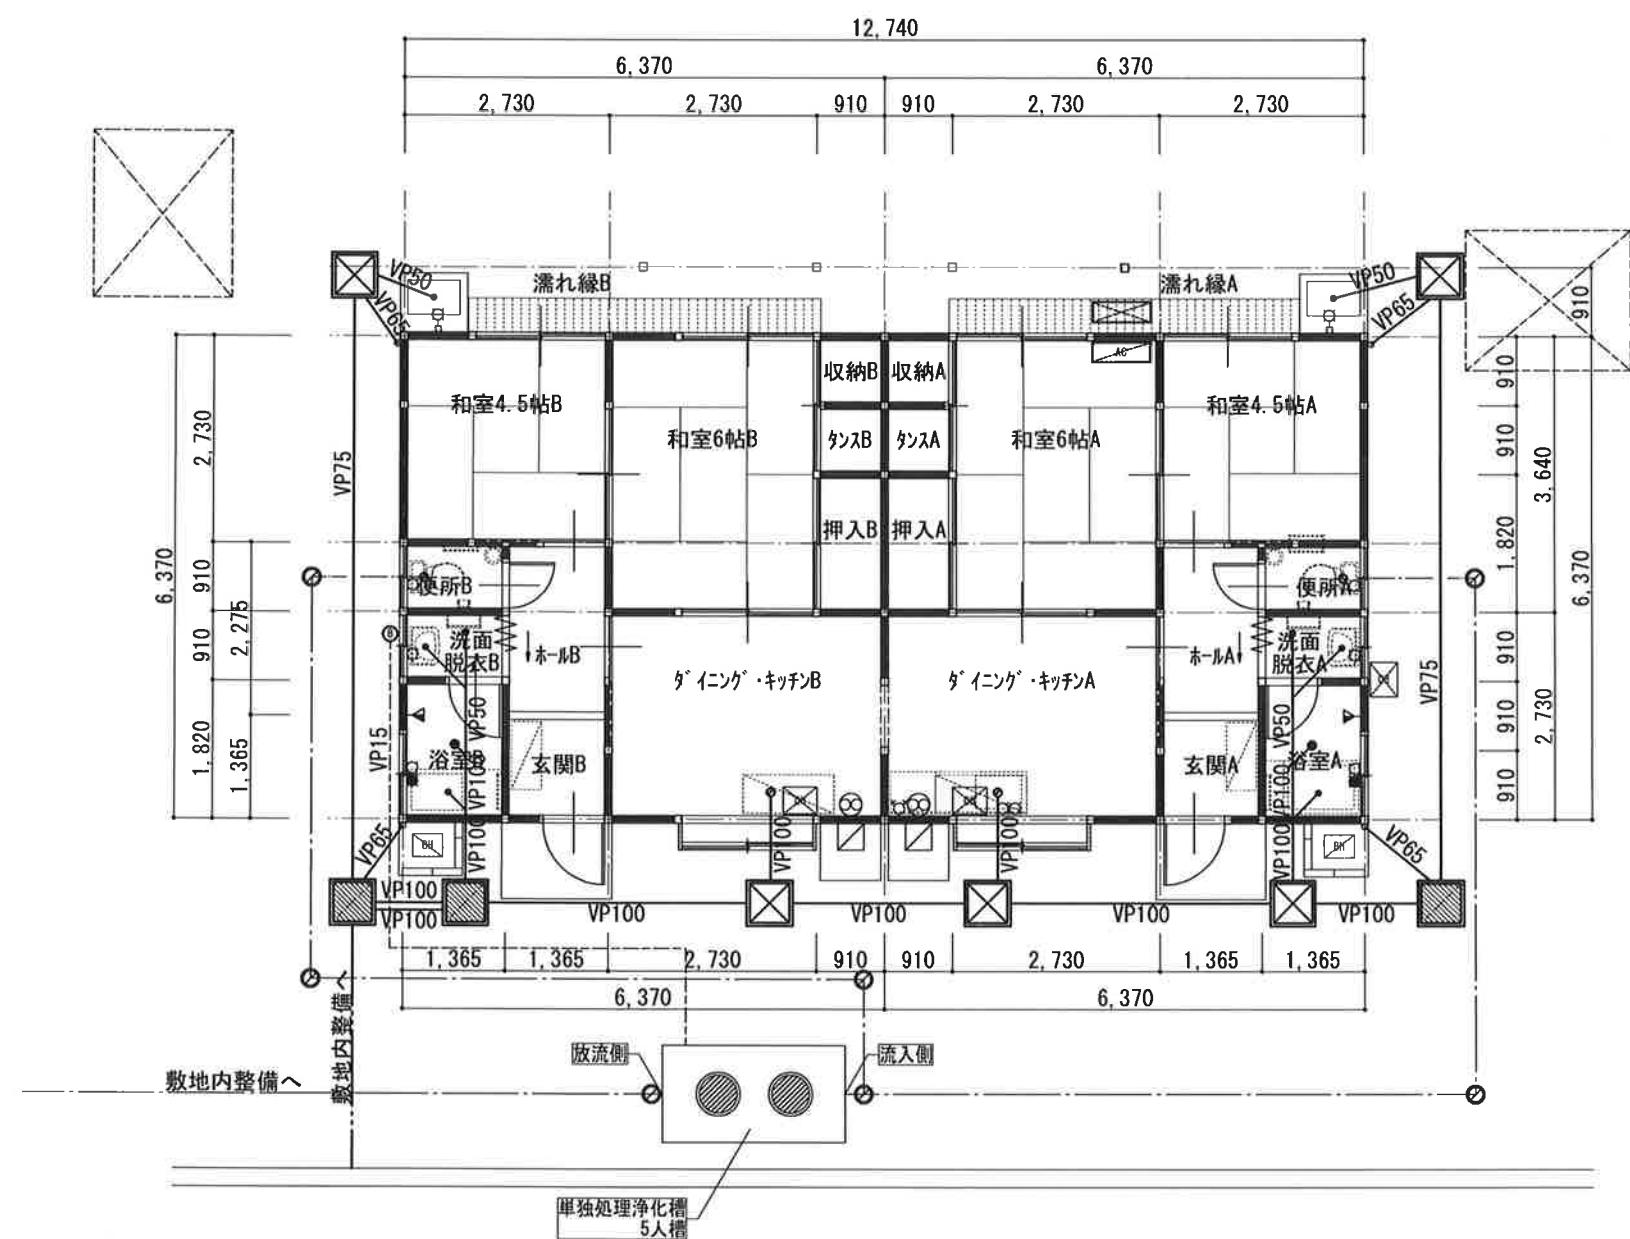 12,740
6,370
6,370
2,730
2,730
910
910
2,730
2,730
VP50
濡れ縁B
濡れ縁A
VP50
VP65
VP65
910
AC
収納B
収納A
和室4.5帖B
和室4.5帖A
910
和室6帖B
タンスB
タンスA
和室6帖A
2,730
910
VP75
3,640
押入B
押入A
1,820
6,370
910
便所B
便所A
6,370
2,275
910
洗面
脱衣B
ホールB
ホールA
洗面
脱衣A
910
ダイニング・キッチンB
ダイニング・キッチンA
VP75
VP50
VP50
910
2,730
1,820
1,365
VP15
浴室B
玄関B
玄関A
浴室A
VP100
VP100
910
VP65
BH
VP100
VP100
VP100
VP100
BH
VP65
VP100
VP100
VP100
VP100
VP100
VP100
1,365
1,365
2,730
910
910
2,730
1,365
1,365
6,370
6,370
敷地内整備へ
放流側
流入側
敷地内整備へ
単独処理浄化槽
5人槽